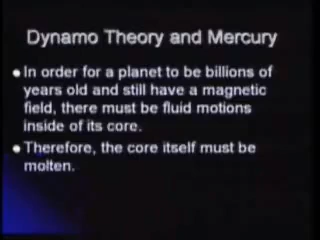 Dynamo Theory and Mercury
In order for a planet to be billions of
years old and still have a magnetic
field, there must be fluid motions
inside of its core.
Therefore, the core itself must be
molten.